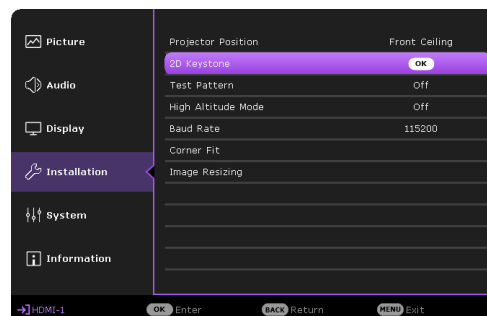 Picture
Audio
Display
Installation
System
Information
Projector Position Front Ceiling
2D Keystone OK
Test Pattern Off
High Altitude Mode Off
Baud Rate 115200
Corner Fit
Image Resizing
HDMI-1 OK Enter BACK Return MENU Exit